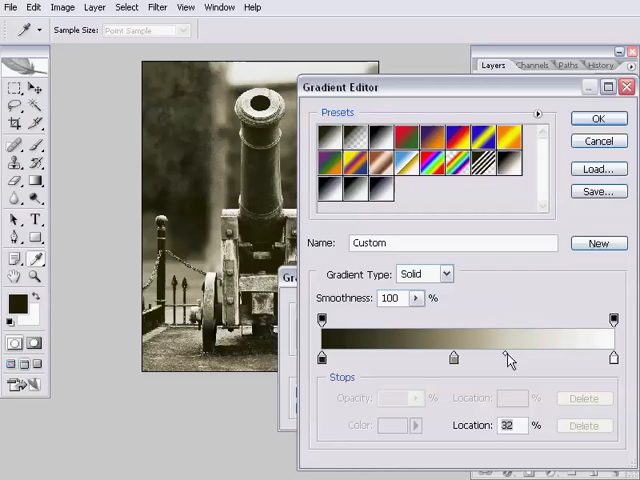 File Edit Image Layer Select Filter View Window Help
Sample Size: Point Sample
Layers Channels Paths History
Gradient Editor
Presets
OK
Cancel
Load...
Save...
Name: Custom New
Gradient Type: Solid
Smoothness: 100 %
Stops
Opacity: % Location: % Delete
Color: Location: 32 % Delete